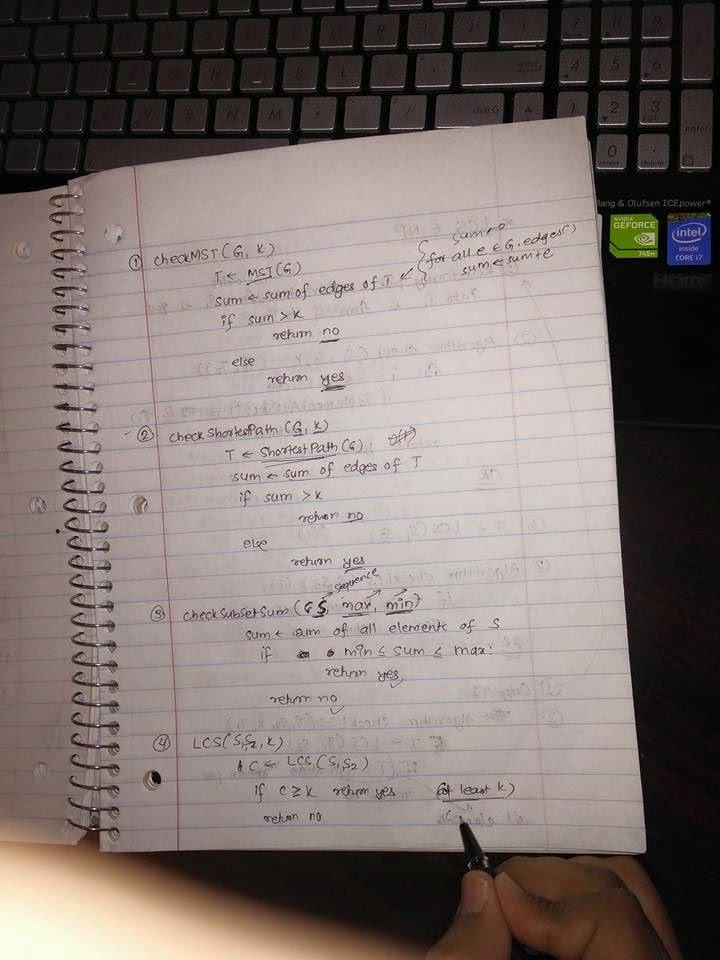 Bang & Olufsen ICEpower®
NVIDIA
GEFORCE
745M
intel
inside
CORE i7
HDMI
① checkMST(G, K)
T ← MST(G)
sum ← sum of edges of T ←
sum ← 0
for all e ∈ G.edges()
sum ← sum + e
if sum > K
return no
else
return yes
② checkShortestPath(G, K)
T ← ShortestPath(G)
sum ← sum of edges of T
if sum > K
return no
else
return yes
sequence
③ checkSubsetSum(S, max, min)
sum ← sum of all elements of S
if min ≤ sum ≤ max:
return yes
return no
④ LCS(S1,S2, K)
C ← LCS(S1,S2)
if C ≥ K return yes (at least K)
return no